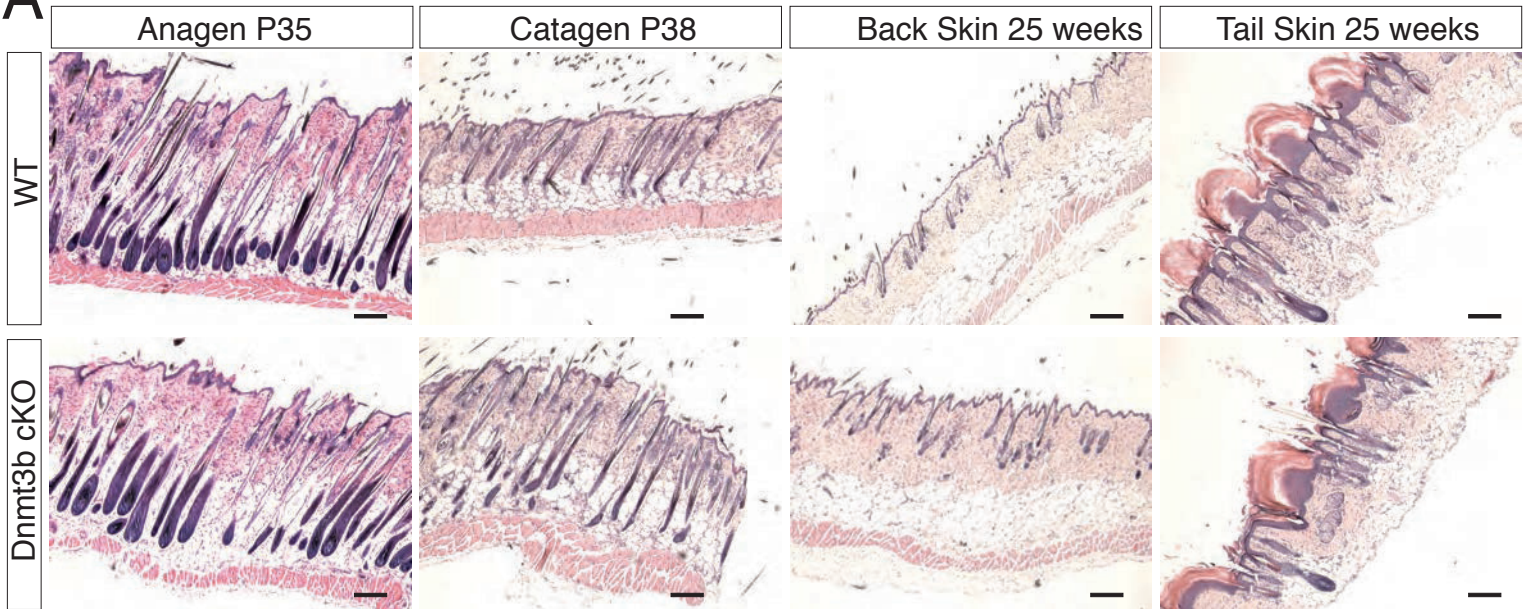 A
Anagen P35
Catagen P38
Back Skin 25 weeks
Tail Skin 25 weeks
WT
Dnmt3b cKO